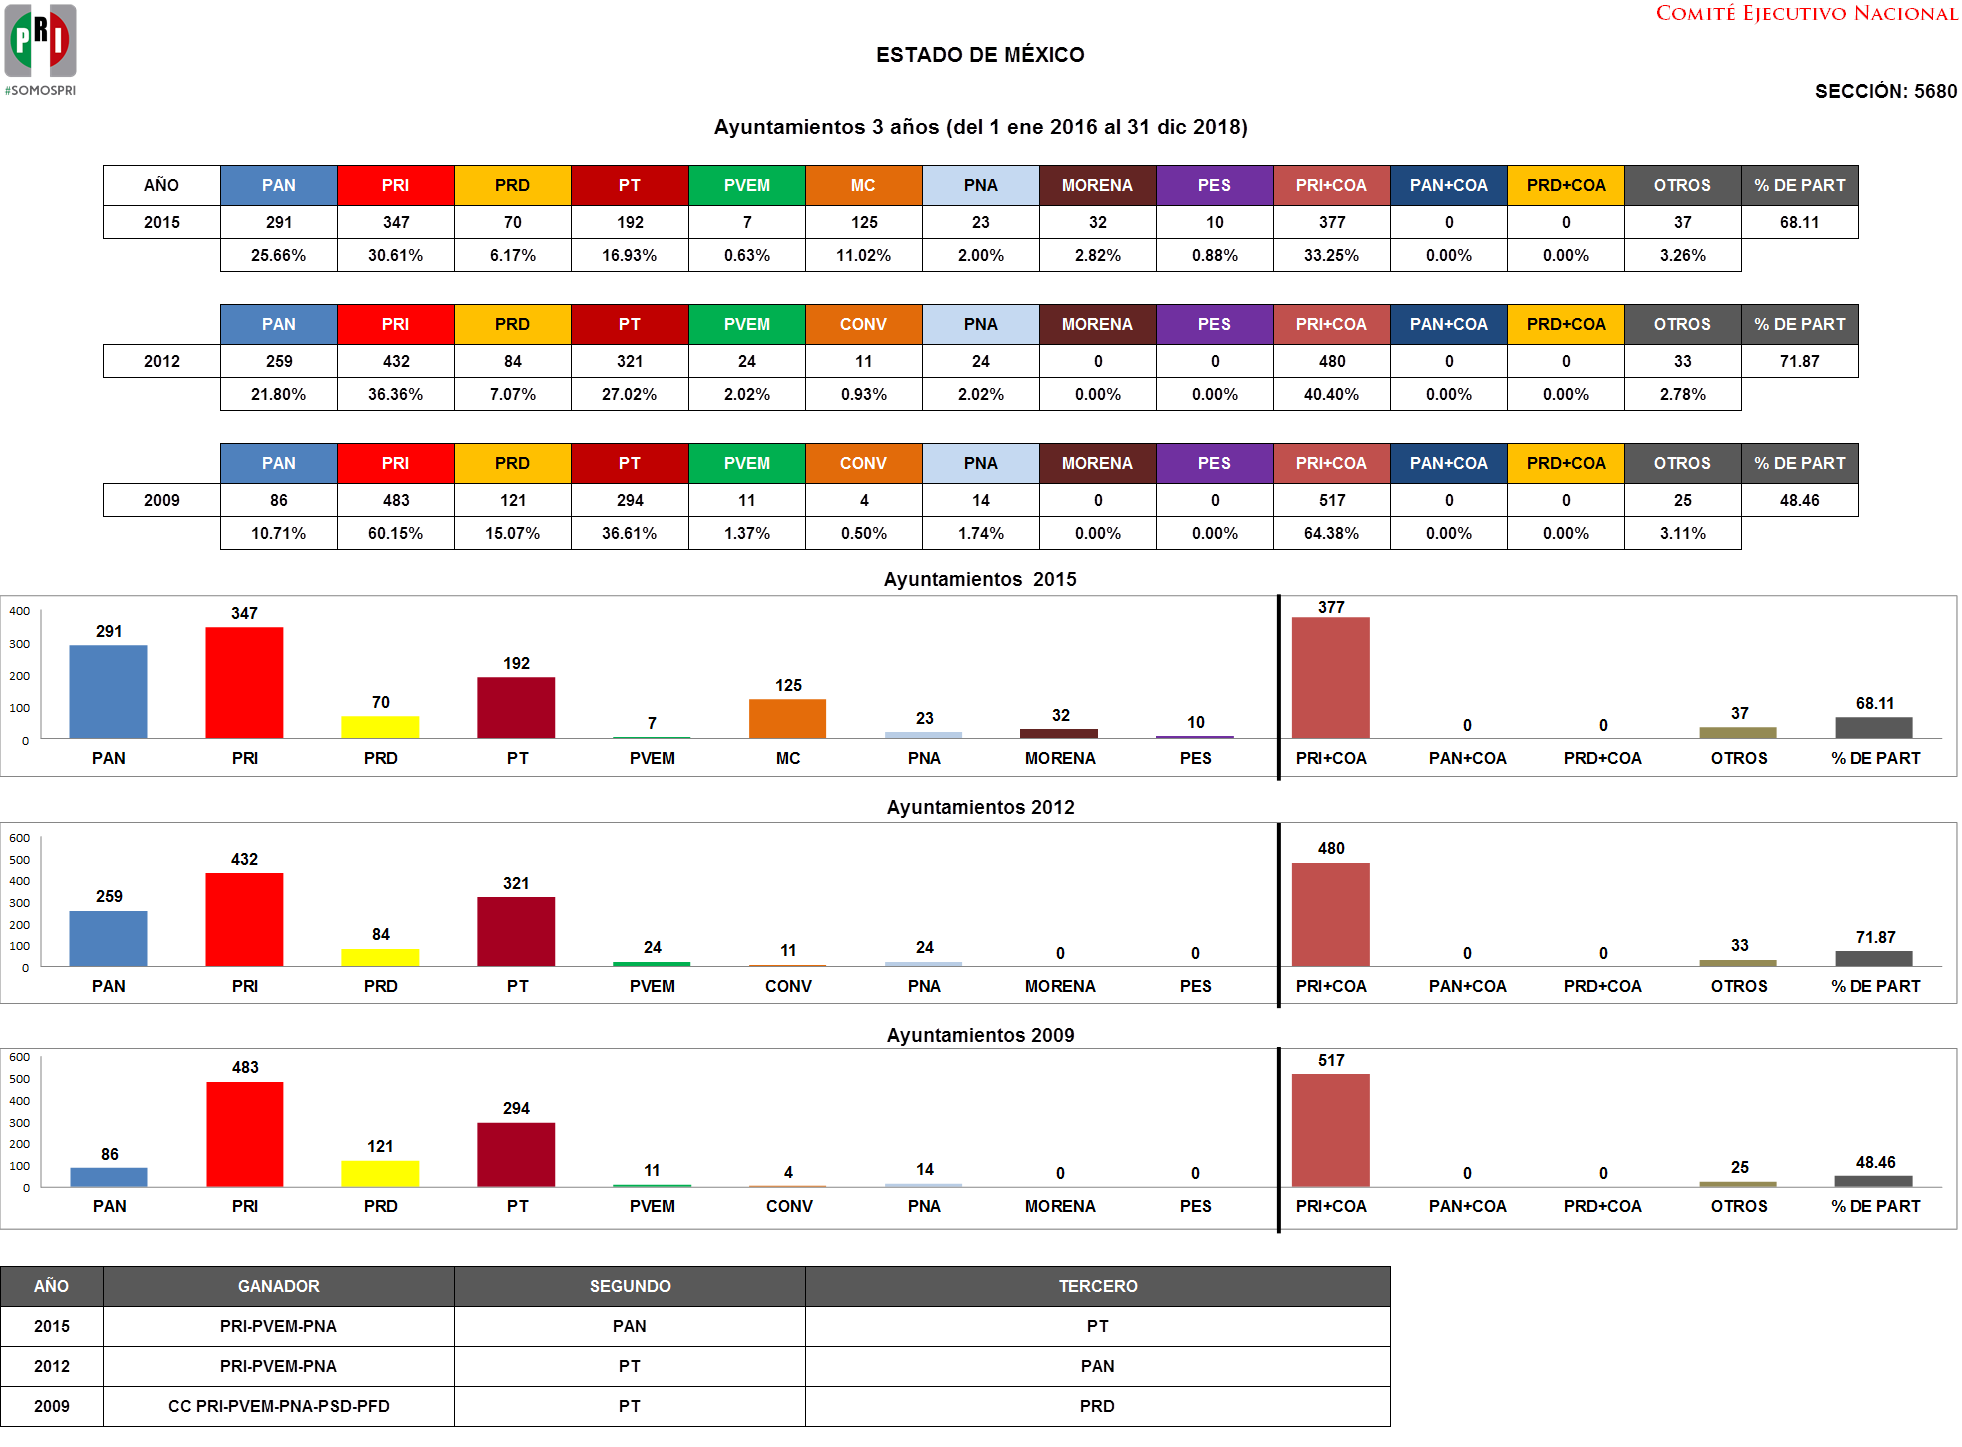 PRI
#SOMOSPRI
COMITÉ EJECUTIVO NACIONAL
ESTADO DE MÉXICO
SECCIÓN: 5680
Ayuntamientos 3 años (del 1 ene 2016 al 31 dic 2018)
AÑO PAN PRI PRD PT PVEM MC PNA MORENA PES PRI+COA PAN+COA PRD+COA OTROS % DE PART
2015 291 347 70 192 7 125 23 32 10 377 0 0 37 68.11
25.66% 30.61% 6.17% 16.93% 0.63% 11.02% 2.00% 2.82% 0.88% 33.25% 0.00% 0.00% 3.26%
PAN PRI PRD PT PVEM CONV PNA MORENA PES PRI+COA PAN+COA PRD+COA OTROS % DE PART
2012 259 432 84 321 24 11 24 0 0 480 0 0 33 71.87
21.80% 36.36% 7.07% 27.02% 2.02% 0.93% 2.02% 0.00% 0.00% 40.40% 0.00% 0.00% 2.78%
PAN PRI PRD PT PVEM CONV PNA MORENA PES PRI+COA PAN+COA PRD+COA OTROS % DE PART
2009 86 483 121 294 11 4 14 0 0 517 0 0 25 48.46
10.71% 60.15% 15.07% 36.61% 1.37% 0.50% 1.74% 0.00% 0.00% 64.38% 0.00% 0.00% 3.11%
Ayuntamientos 2015
400
300
200
100
0
291 347 70 192 7 125 23 32 10 377 0 0 37 68.11
PAN PRI PRD PT PVEM MC PNA MORENA PES PRI+COA PAN+COA PRD+COA OTROS % DE PART
Ayuntamientos 2012
600
500
400
300
200
100
0
259 432 84 321 24 11 24 0 0 480 0 0 33 71.87
PAN PRI PRD PT PVEM CONV PNA MORENA PES PRI+COA PAN+COA PRD+COA OTROS % DE PART
Ayuntamientos 2009
600
500
400
300
200
100
0
86 483 121 294 11 4 14 0 0 517 0 0 25 48.46
PAN PRI PRD PT PVEM CONV PNA MORENA PES PRI+COA PAN+COA PRD+COA OTROS % DE PART
AÑO GANADOR SEGUNDO TERCERO
2015 PRI-PVEM-PNA PAN PT
2012 PRI-PVEM-PNA PT PAN
2009 CC PRI-PVEM-PNA-PSD-PFD PT PRD